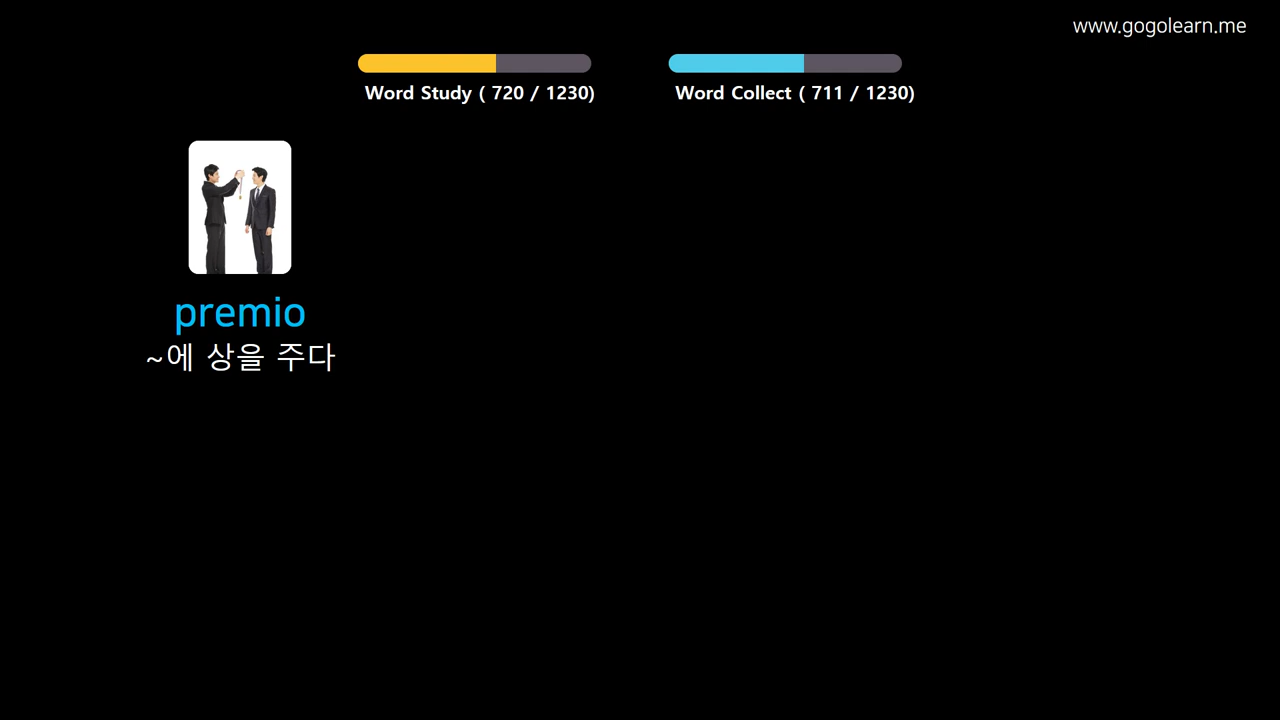 www.gogolearn.me
Word Study ( 720 / 1230)
Word Collect ( 711 / 1230)
premio
~에 상을 주다